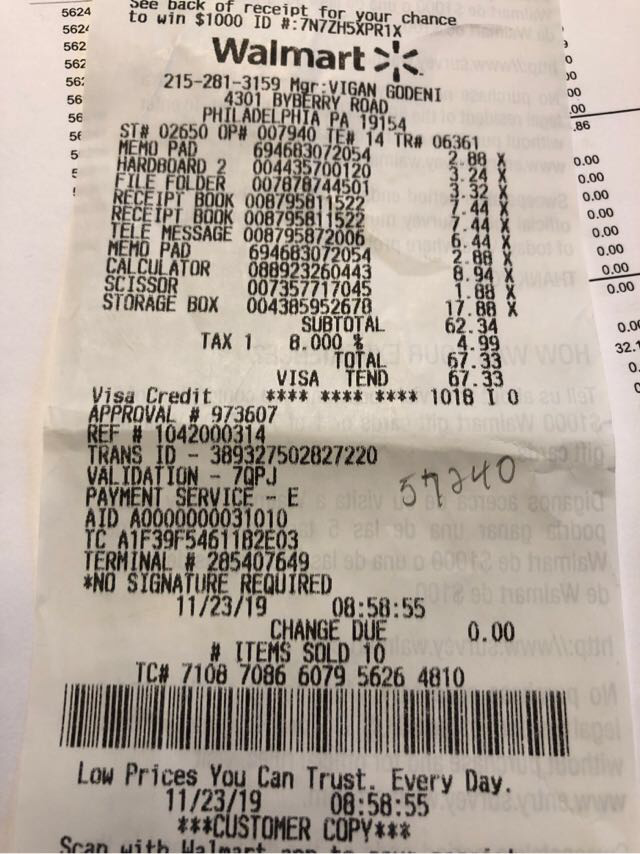 See back of receipt for your chance
to win $1000 ID #:7N7ZH5XPR1X
Walmart
215-281-3159 Mgr:VIGAN GODENI
4301 BYBERRY ROAD
PHILADELPHIA PA 19154
ST# 02650 OP# 007940 TE# 14 TR# 06361
MEMO PAD 694683072054 2.88 X
HARDBOARD 2 004435700120 3.24 X
FILE FOLDER 007878744501 3.32 X
RECEIPT BOOK 008795811522 7.44 X
RECEIPT BOOK 008795811522 7.44 X
TELE MESSAGE 008795872006 6.44 X
MEMO PAD 694683072054 2.88 X
CALCULATOR 088923260443 8.94 X
SCISSOR 007357717045 1.88 X
STORAGE BOX 004385952678 17.88 X
SUBTOTAL 62.34
TAX 1 8.000 % 4.99
TOTAL 67.33
VISA TEND 67.33
Visa Credit **** **** **** 1018 I 0
APPROVAL # 973607
REF # 1042000314
TRANS ID - 389327502827220
VALIDATION - 7QPJ
PAYMENT SERVICE - E
AID A0000000031010
TC A1F39F5461182E03
TERMINAL # 285407649
*NO SIGNATURE REQUIRED
57240
11/23/19 08:58:55
CHANGE DUE 0.00
# ITEMS SOLD 10
TC# 7108 7086 6079 5626 4810
Low Prices You Can Trust. Every Day.
11/23/19 08:58:55
***CUSTOMER COPY***